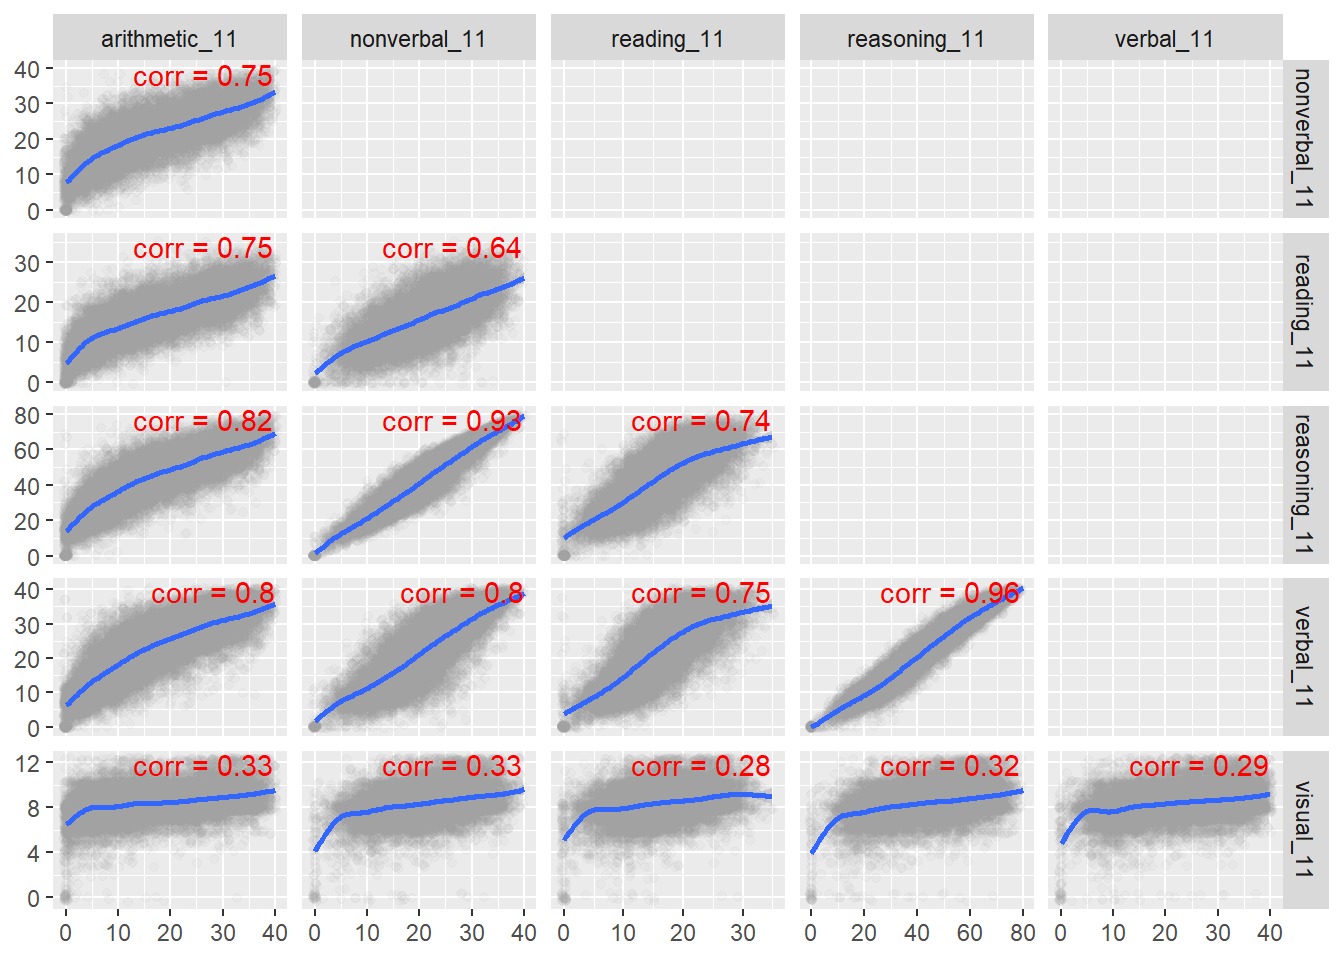 arithmetic_11 nonverbal_11 reading_11 reasoning_11 verbal_11
40
30
20
10
0
corr = 0.75
nonverbal_11
30
20
10
0
corr = 0.75 corr = 0.64
reading_11
80
60
40
20
0
corr = 0.82 corr = 0.93 corr = 0.74
reasoning_11
40
30
20
10
0
corr = 0.8 corr = 0.8 corr = 0.75 corr = 0.96
verbal_11
12
8
4
0
corr = 0.33 corr = 0.33 corr = 0.28 corr = 0.32 corr = 0.29
visual_11
0 10 20 30 40 0 10 20 30 40 0 10 20 30 0 20 40 60 80 0 10 20 30 40